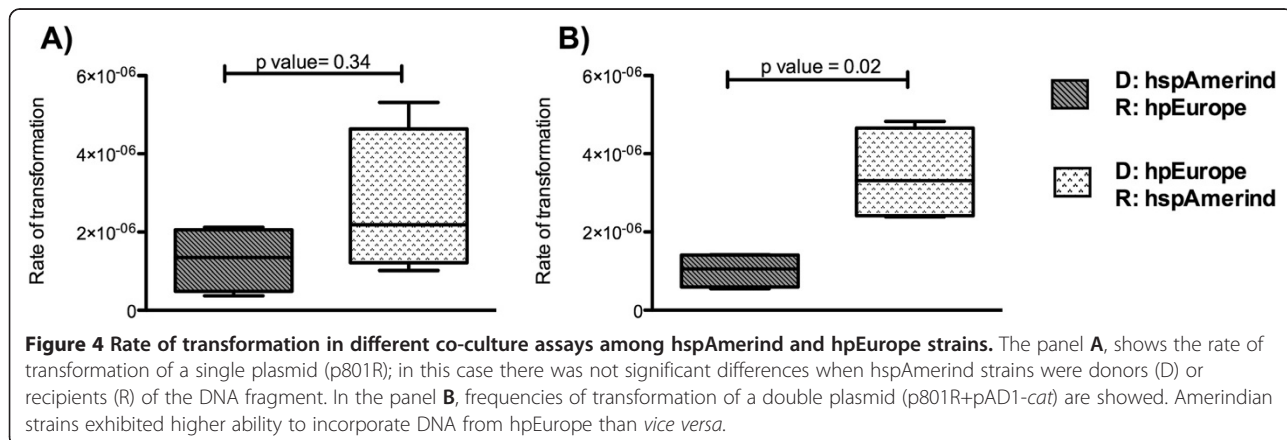 A)
p value= 0.34
Rate of transformation
6×10-06
4×10-06
2×10-06
0
B)
p value = 0.02
Rate of transformation
6×10-06
4×10-06
2×10-06
0
D: hspAmerind
R: hpEurope
D: hpEurope
R: hspAmerind
Figure 4 Rate of transformation in different co-culture assays among hspAmerind and hpEurope strains. The panel A, shows the rate of
transformation of a single plasmid (p801R); in this case there was not significant differences when hspAmerind strains were donors (D) or
recipients (R) of the DNA fragment. In the panel B, frequencies of transformation of a double plasmid (p801R+pAD1-cat) are showed. Amerindian
strains exhibited higher ability to incorporate DNA from hpEurope than vice versa.